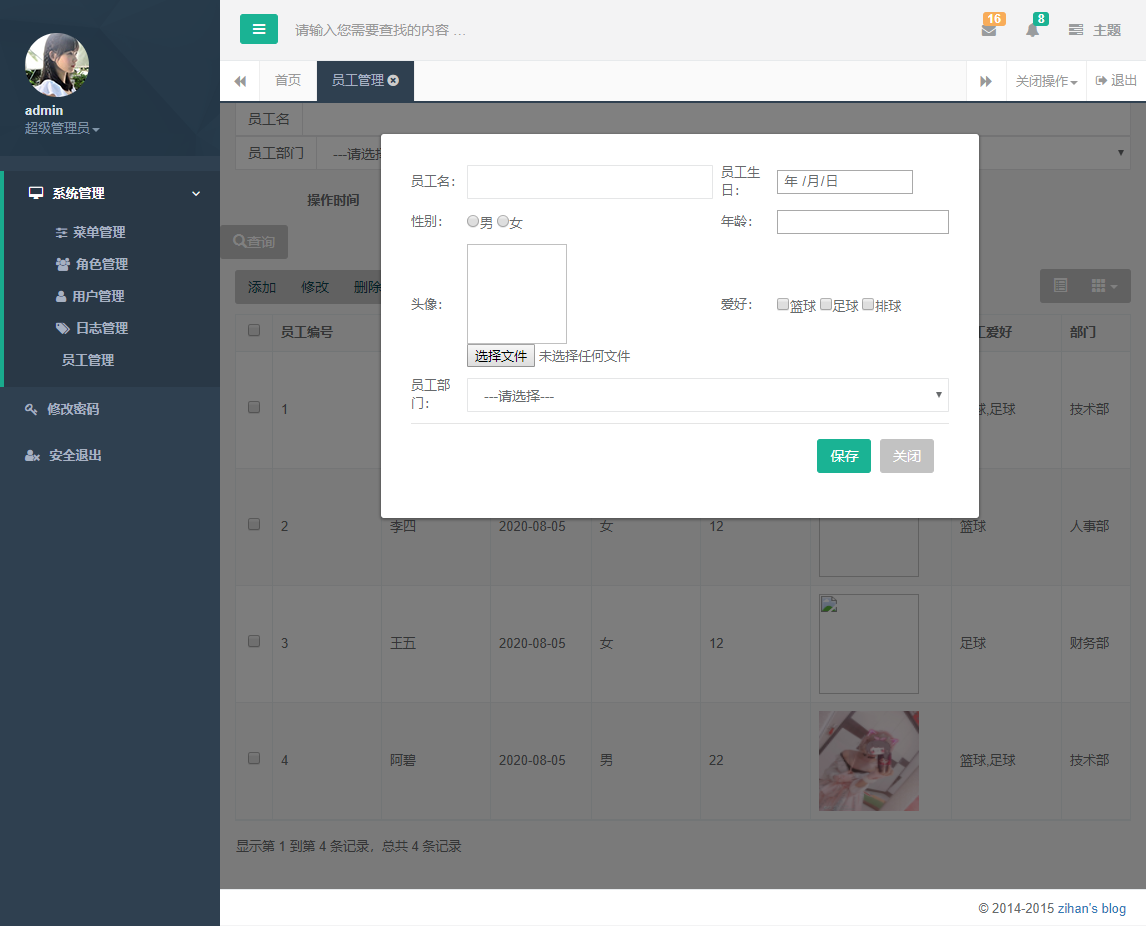 请输入您需要查找的内容 …
16
8
主题
admin
超级管理员
首页
员工管理
关闭操作
退出
系统管理
菜单管理
角色管理
用户管理
日志管理
员工管理
修改密码
安全退出
员工名
员工部门
---请选择
操作时间
查询
添加 修改 删除
员工名:
员工生日:
年 /月/日
性别:
男 女
年龄:
头像:
选择文件 未选择任何文件
爱好:
篮球 足球 排球
员工部门:
---请选择---
保存 关闭
员工编号 工爱好 部门
1 球,足球 技术部
2 李四 2020-08-05 女 12 篮球 人事部
3 王五 2020-08-05 女 12 足球 财务部
4 阿碧 2020-08-05 男 22 篮球,足球 技术部
显示第 1 到第 4 条记录，总共 4 条记录
© 2014-2015 zihan's blog